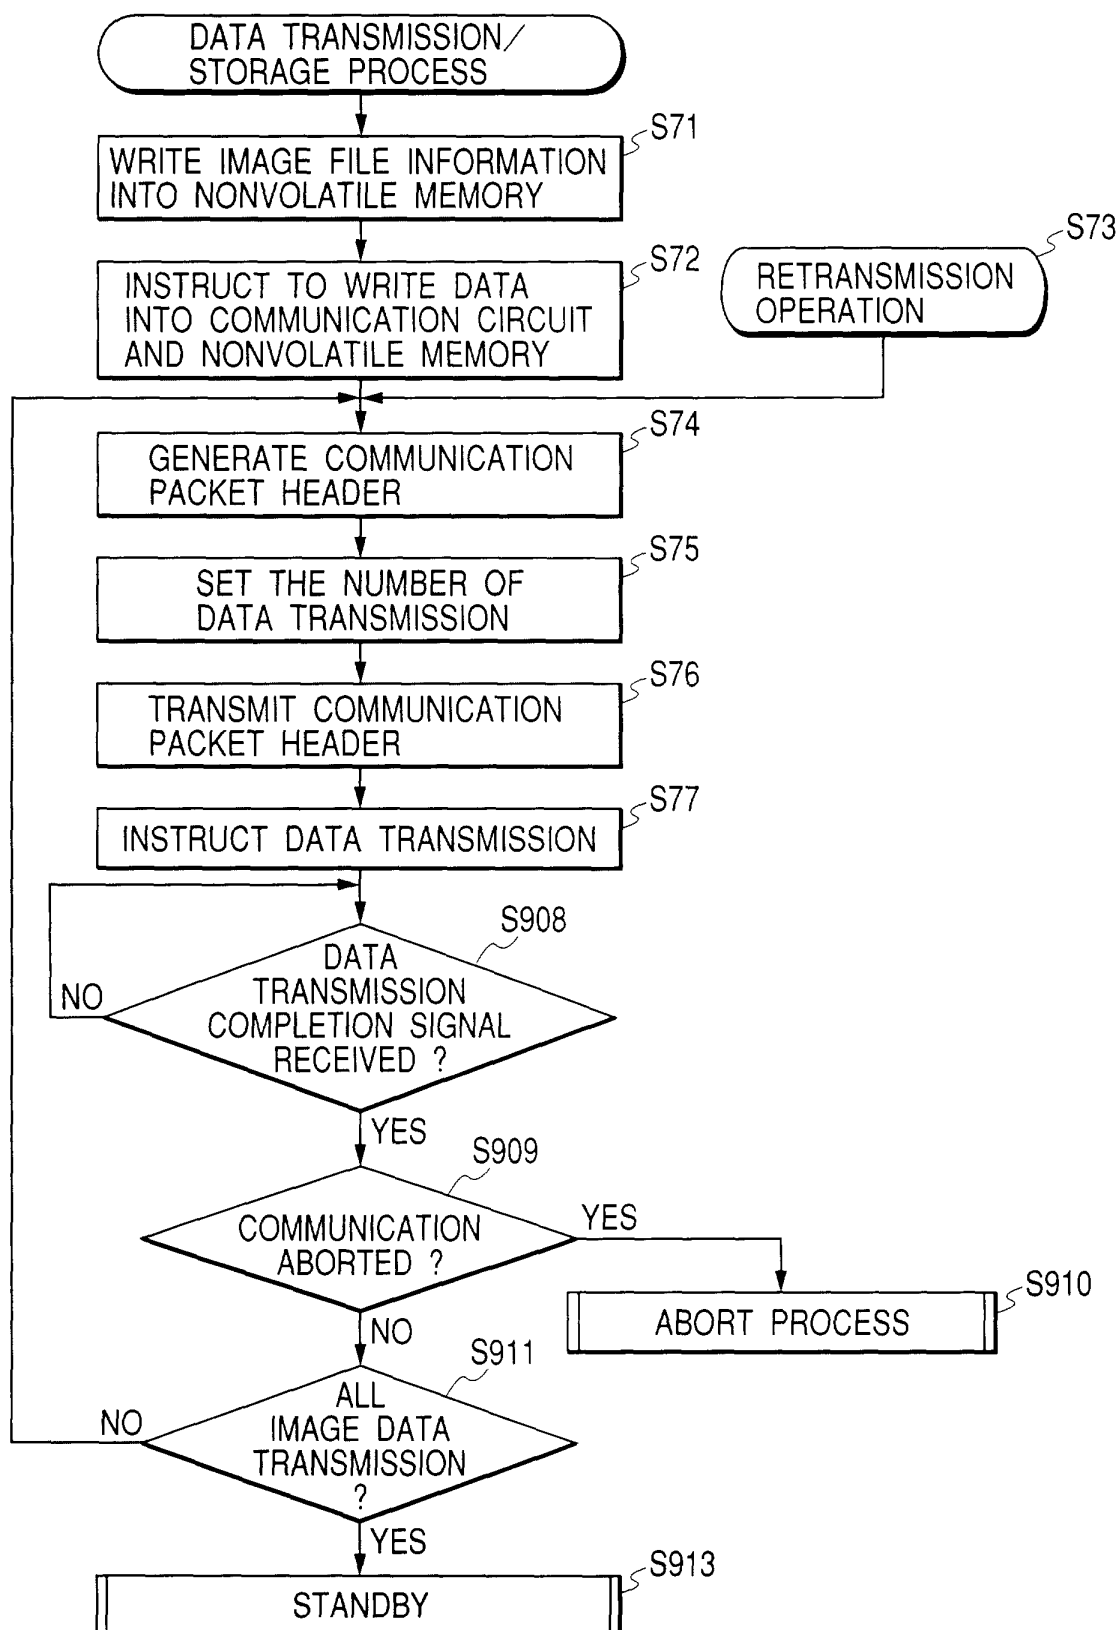 DATA TRANSMISSION/
STORAGE PROCESS
S71
WRITE IMAGE FILE INFORMATION
INTO NONVOLATILE MEMORY
S72
INSTRUCT TO WRITE DATA
INTO COMMUNICATION CIRCUIT
AND NONVOLATILE MEMORY
S73
RETRANSMISSION
OPERATION
S74
GENERATE COMMUNICATION
PACKET HEADER
S75
SET THE NUMBER OF
DATA TRANSMISSION
S76
TRANSMIT COMMUNICATION
PACKET HEADER
S77
INSTRUCT DATA TRANSMISSION
S908
DATA
TRANSMISSION
COMPLETION SIGNAL
RECEIVED ?
NO
YES
S909
COMMUNICATION
ABORTED ?
YES
S910
ABORT PROCESS
NO
S911
ALL
IMAGE DATA
TRANSMISSION
?
NO
YES
S913
STANDBY